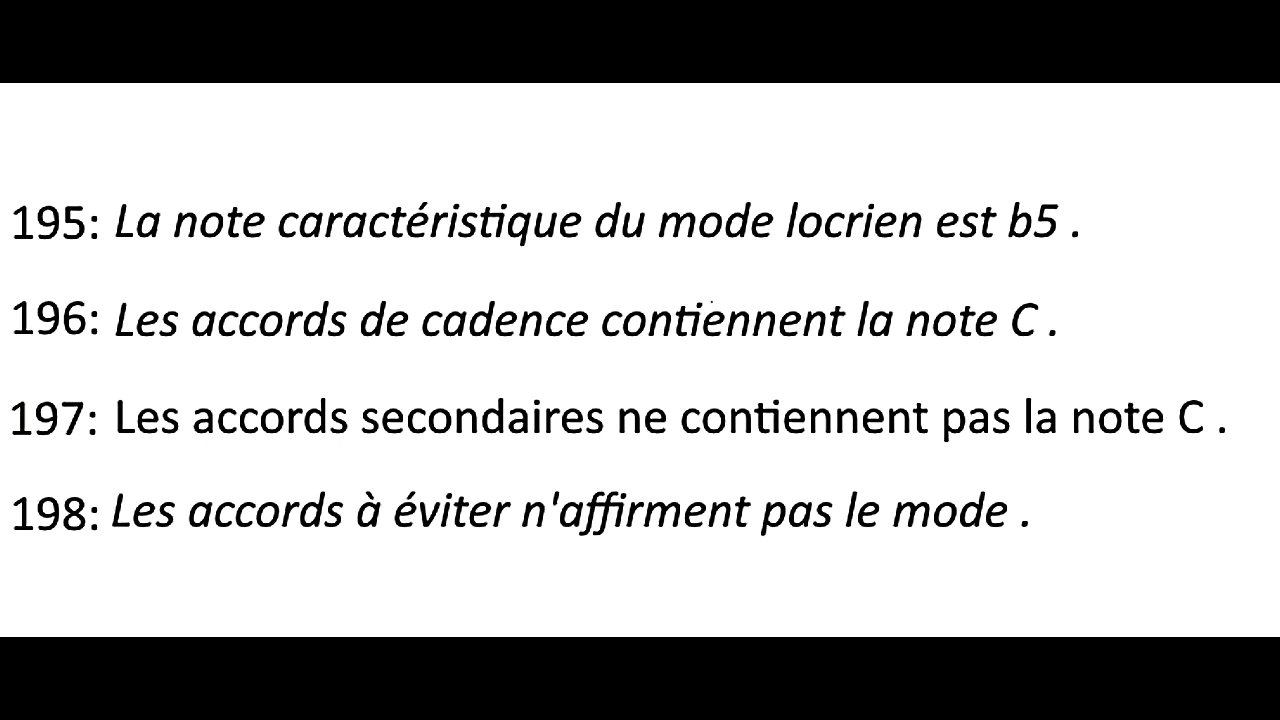 195: La note caractéristique du mode locrien est b5 .
196: Les accords de cadence contiennent la note C .
197: Les accords secondaires ne contiennent pas la note C .
198: Les accords à éviter n'affirment pas le mode .